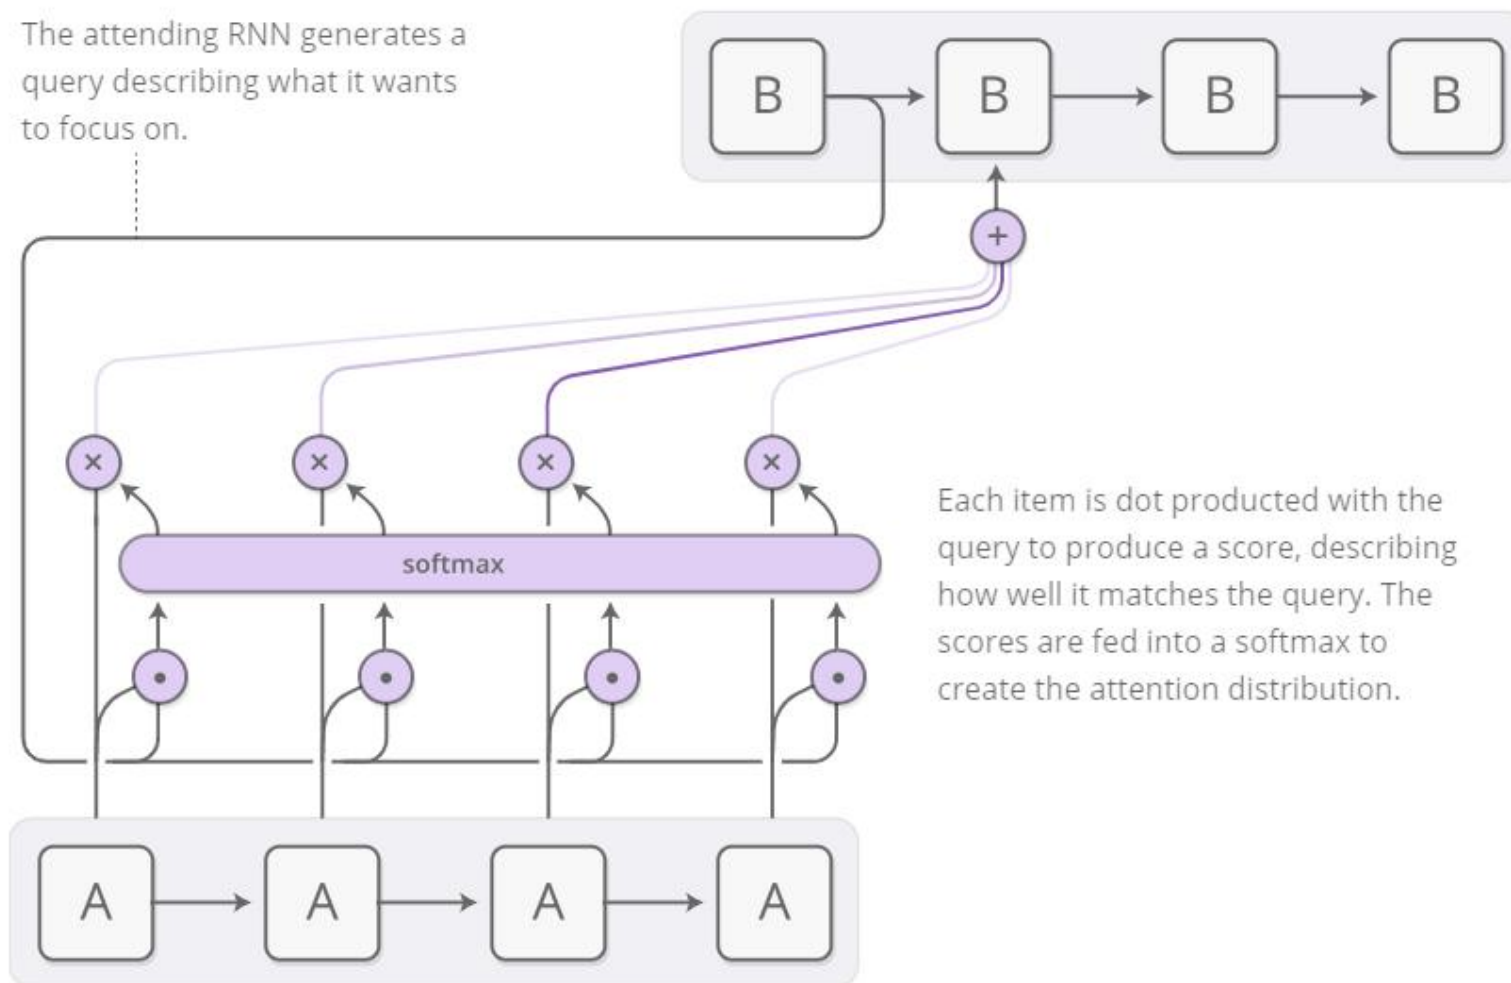 The attending RNN generates a
query describing what it wants
to focus on.
B B B B
+
× × × ×
softmax
Each item is dot producted with the
query to produce a score, describing
how well it matches the query. The
scores are fed into a softmax to
create the attention distribution.
A A A A